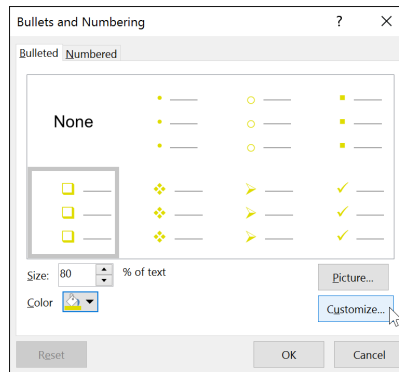 Bullets and Numbering ? ×
Bulleted Numbered
None
Size: 80 % of text
Picture...
Color
Customize...
Reset OK Cancel